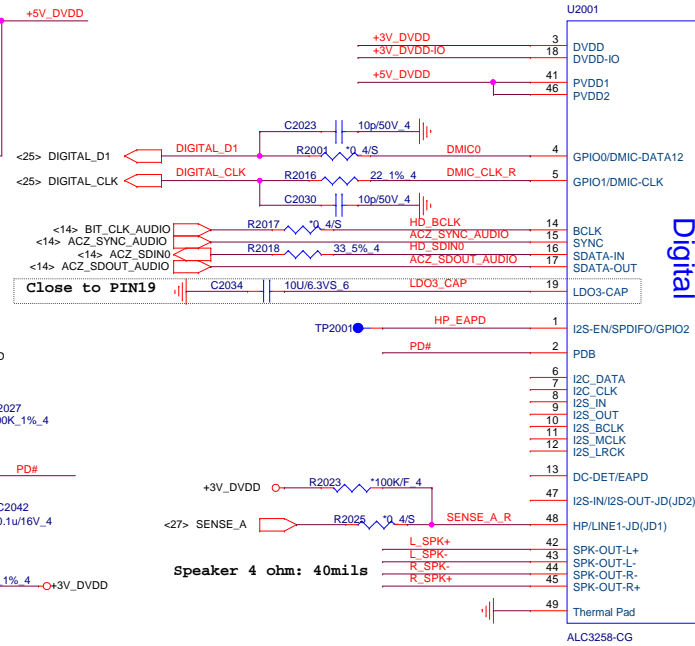 +5V_DVDD
U2001
+3V_DVDD
3
DVDD
+3V_DVDD-IO
18
DVDD-IO
+5V_DVDD
41
PVDD1
46
PVDD2
C2023
10p/50V_4
<25> DIGITAL_D1
DIGITAL_D1
R2001
*0_4/S
DMIC0
4
GPIO0/DMIC-DATA12
<25> DIGITAL_CLK
DIGITAL_CLK
R2016
22_1%_4
DMIC_CLK_R
5
GPIO1/DMIC-CLK
C2030
10p/50V_4
Digital
<14> BIT_CLK_AUDIO
R2017
*0_4/S
HD_BCLK
14
BCLK
<14> ACZ_SYNC_AUDIO
ACZ_SYNC_AUDIO
15
SYNC
<14> ACZ_SDIN0
R2018
33_5%_4
HD_SDIN0
16
SDATA-IN
<14> ACZ_SDOUT_AUDIO
ACZ_SDOUT_AUDIO
17
SDATA-OUT
Close to PIN19
C2034
10U/6.3VS_6
LDO3_CAP
19
LDO3-CAP
TP2001
HP_EAPD
1
I2S-EN/SPDIFO/GPIO2
PD#
2
PDB
D
6
I2C_DATA
7
I2C_CLK
8
I2S_IN
9
I2S_OUT
10
I2S_BCLK
11
I2S_MCLK
12
I2S_LRCK
2027
00K_1%_4
PD#
13
DC-DET/EAPD
+3V_DVDD
R2023
*100K/F_4
47
I2S-IN/I2S-OUT-JD(JD2)
C2042
0.1u/16V_4
<27> SENSE_A
R2025
*0_4/S
SENSE_A_R
48
HP/LINE1-JD(JD1)
L_SPK+
42
SPK-OUT-L+
L_SPK-
43
SPK-OUT-L-
R_SPK-
44
SPK-OUT-R-
R_SPK+
45
SPK-OUT-R+
Speaker 4 ohm: 40mils
1%_4
+3V_DVDD
49
Thermal Pad
ALC3258-CG